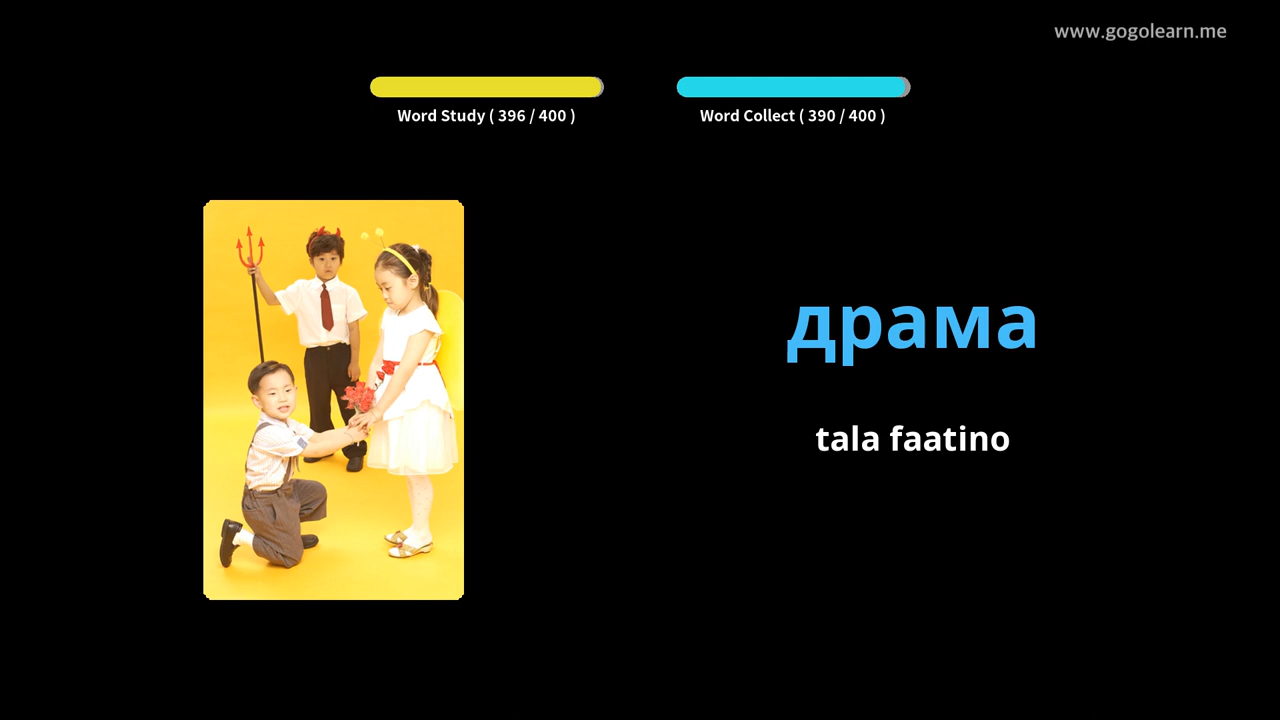 www.gogolearn.me
Word Study ( 396 / 400 )
Word Collect ( 390 / 400 )
драма
tala faatino